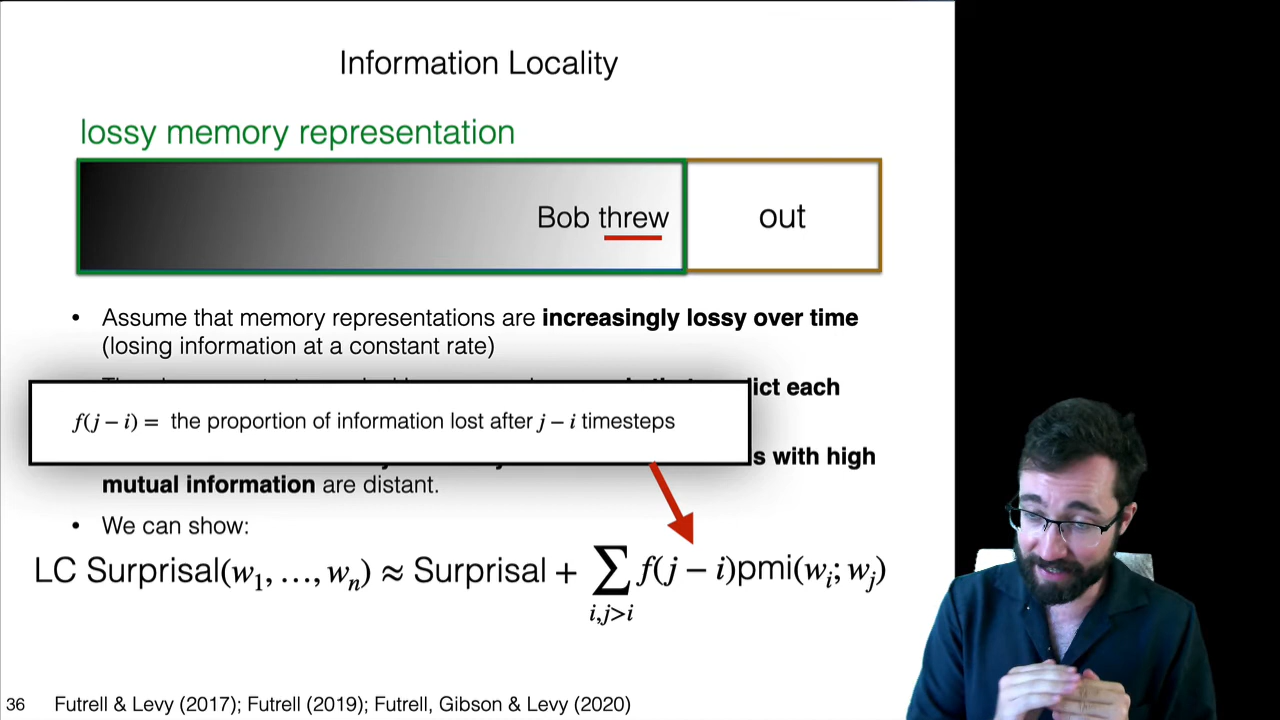 Information Locality
lossy memory representation
Bob threw
out
• Assume that memory representations are increasingly lossy over time
(losing information at a constant rate)
f(j – i) = the proportion of information lost after j – i timesteps
with high
mutual information are distant.
• We can show:
LC Surprisal(w₁, …, wₙ) ≈ Surprisal + ∑ f(j – i)pmi(wᵢ; wⱼ)
i,j>i
36 Futrell & Levy (2017); Futrell (2019); Futrell, Gibson & Levy (2020)